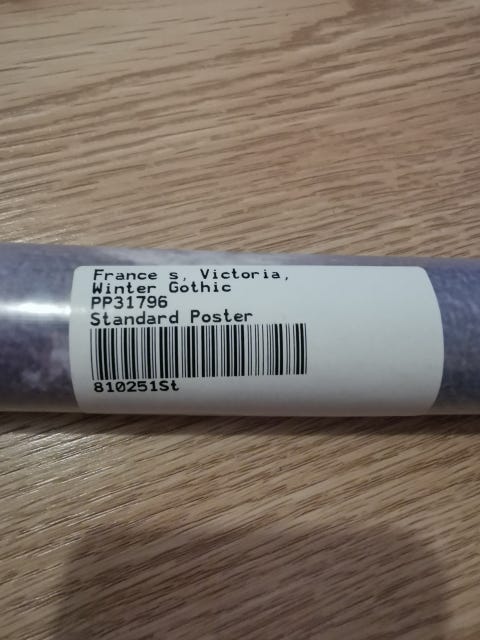 France s, Victoria,
Winter Gothic
PP31796
Standard Poster
810251St